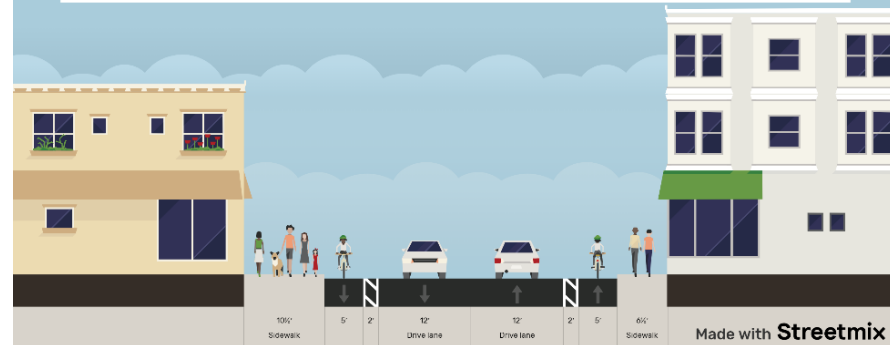 10½' 5' 2' 12' 12' 2' 5' 6½'
Sidewalk Drive lane Drive lane Sidewalk
Made with Streetmix